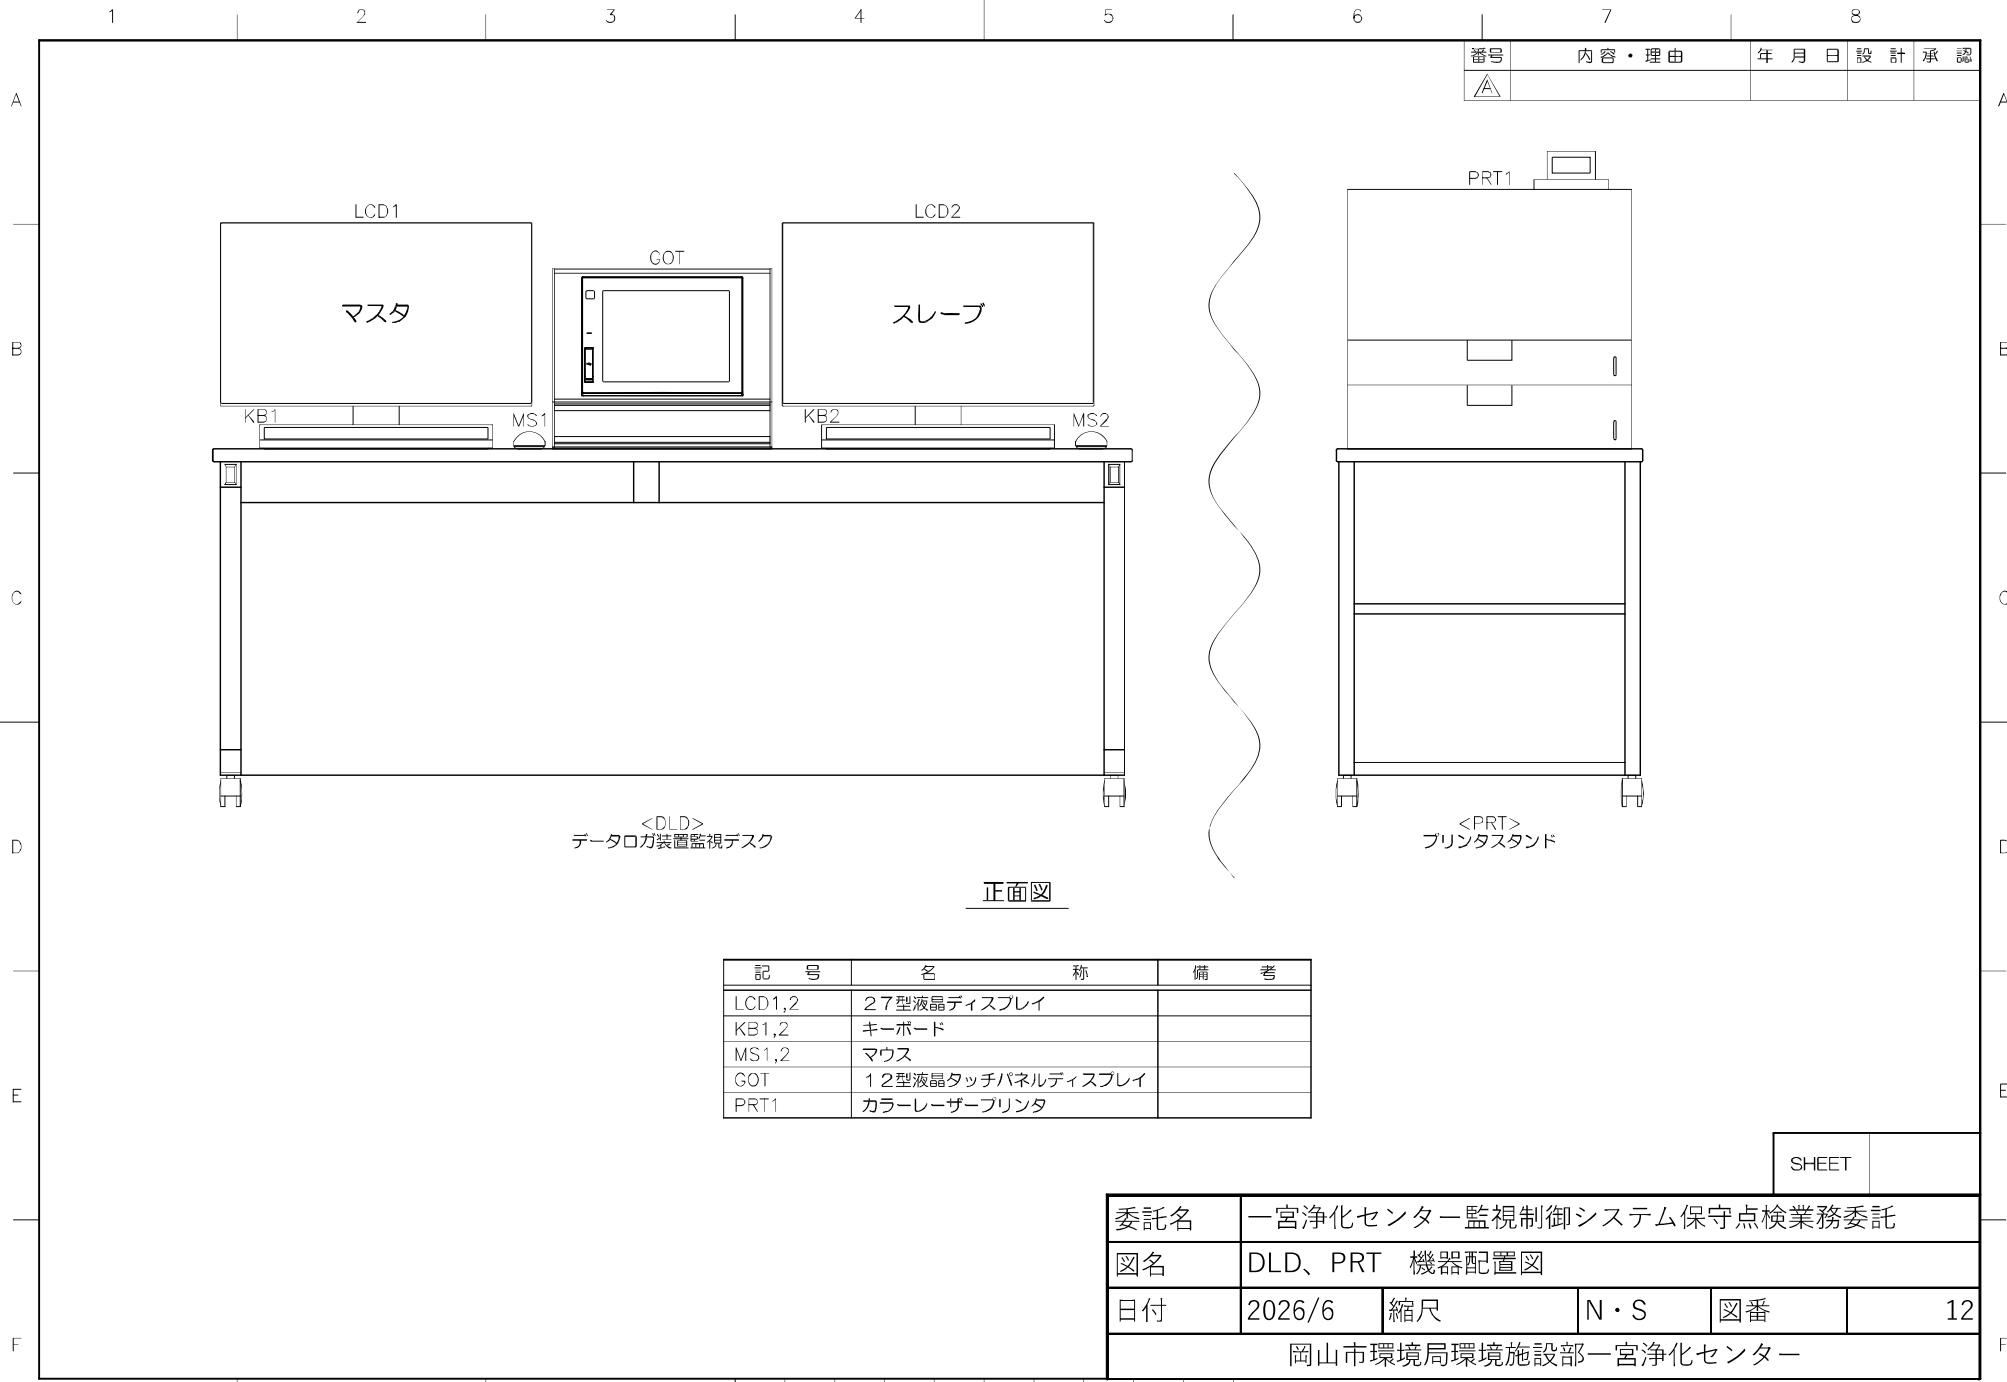 1 2 3 4 5 6 7 8
番号 内容・理由 年 月 日 設 計 承 認
A
A A
PRT1
LCD1 LCD2
GOT
マスタ スレーブ
B B
KB1 MS1 KB2 MS2
C C
<DLD> <PRT>
データロガ装置監視デスク プリンタスタンド
D D
正面図
記 号 名 称 備 考
LCD1,2 27型液晶ディスプレイ
KB1,2 キーボード
MS1,2 マウス
GOT 12型液晶タッチパネルディスプレイ
PRT1 カラーレーザープリンタ
E E
SHEET
委託名 一宮浄化センター監視制御システム保守点検業務委託
図名 DLD、PRT 機器配置図
日付 2026/6 縮尺 N・S 図番 12
F F
岡山市環境局環境施設部一宮浄化センター